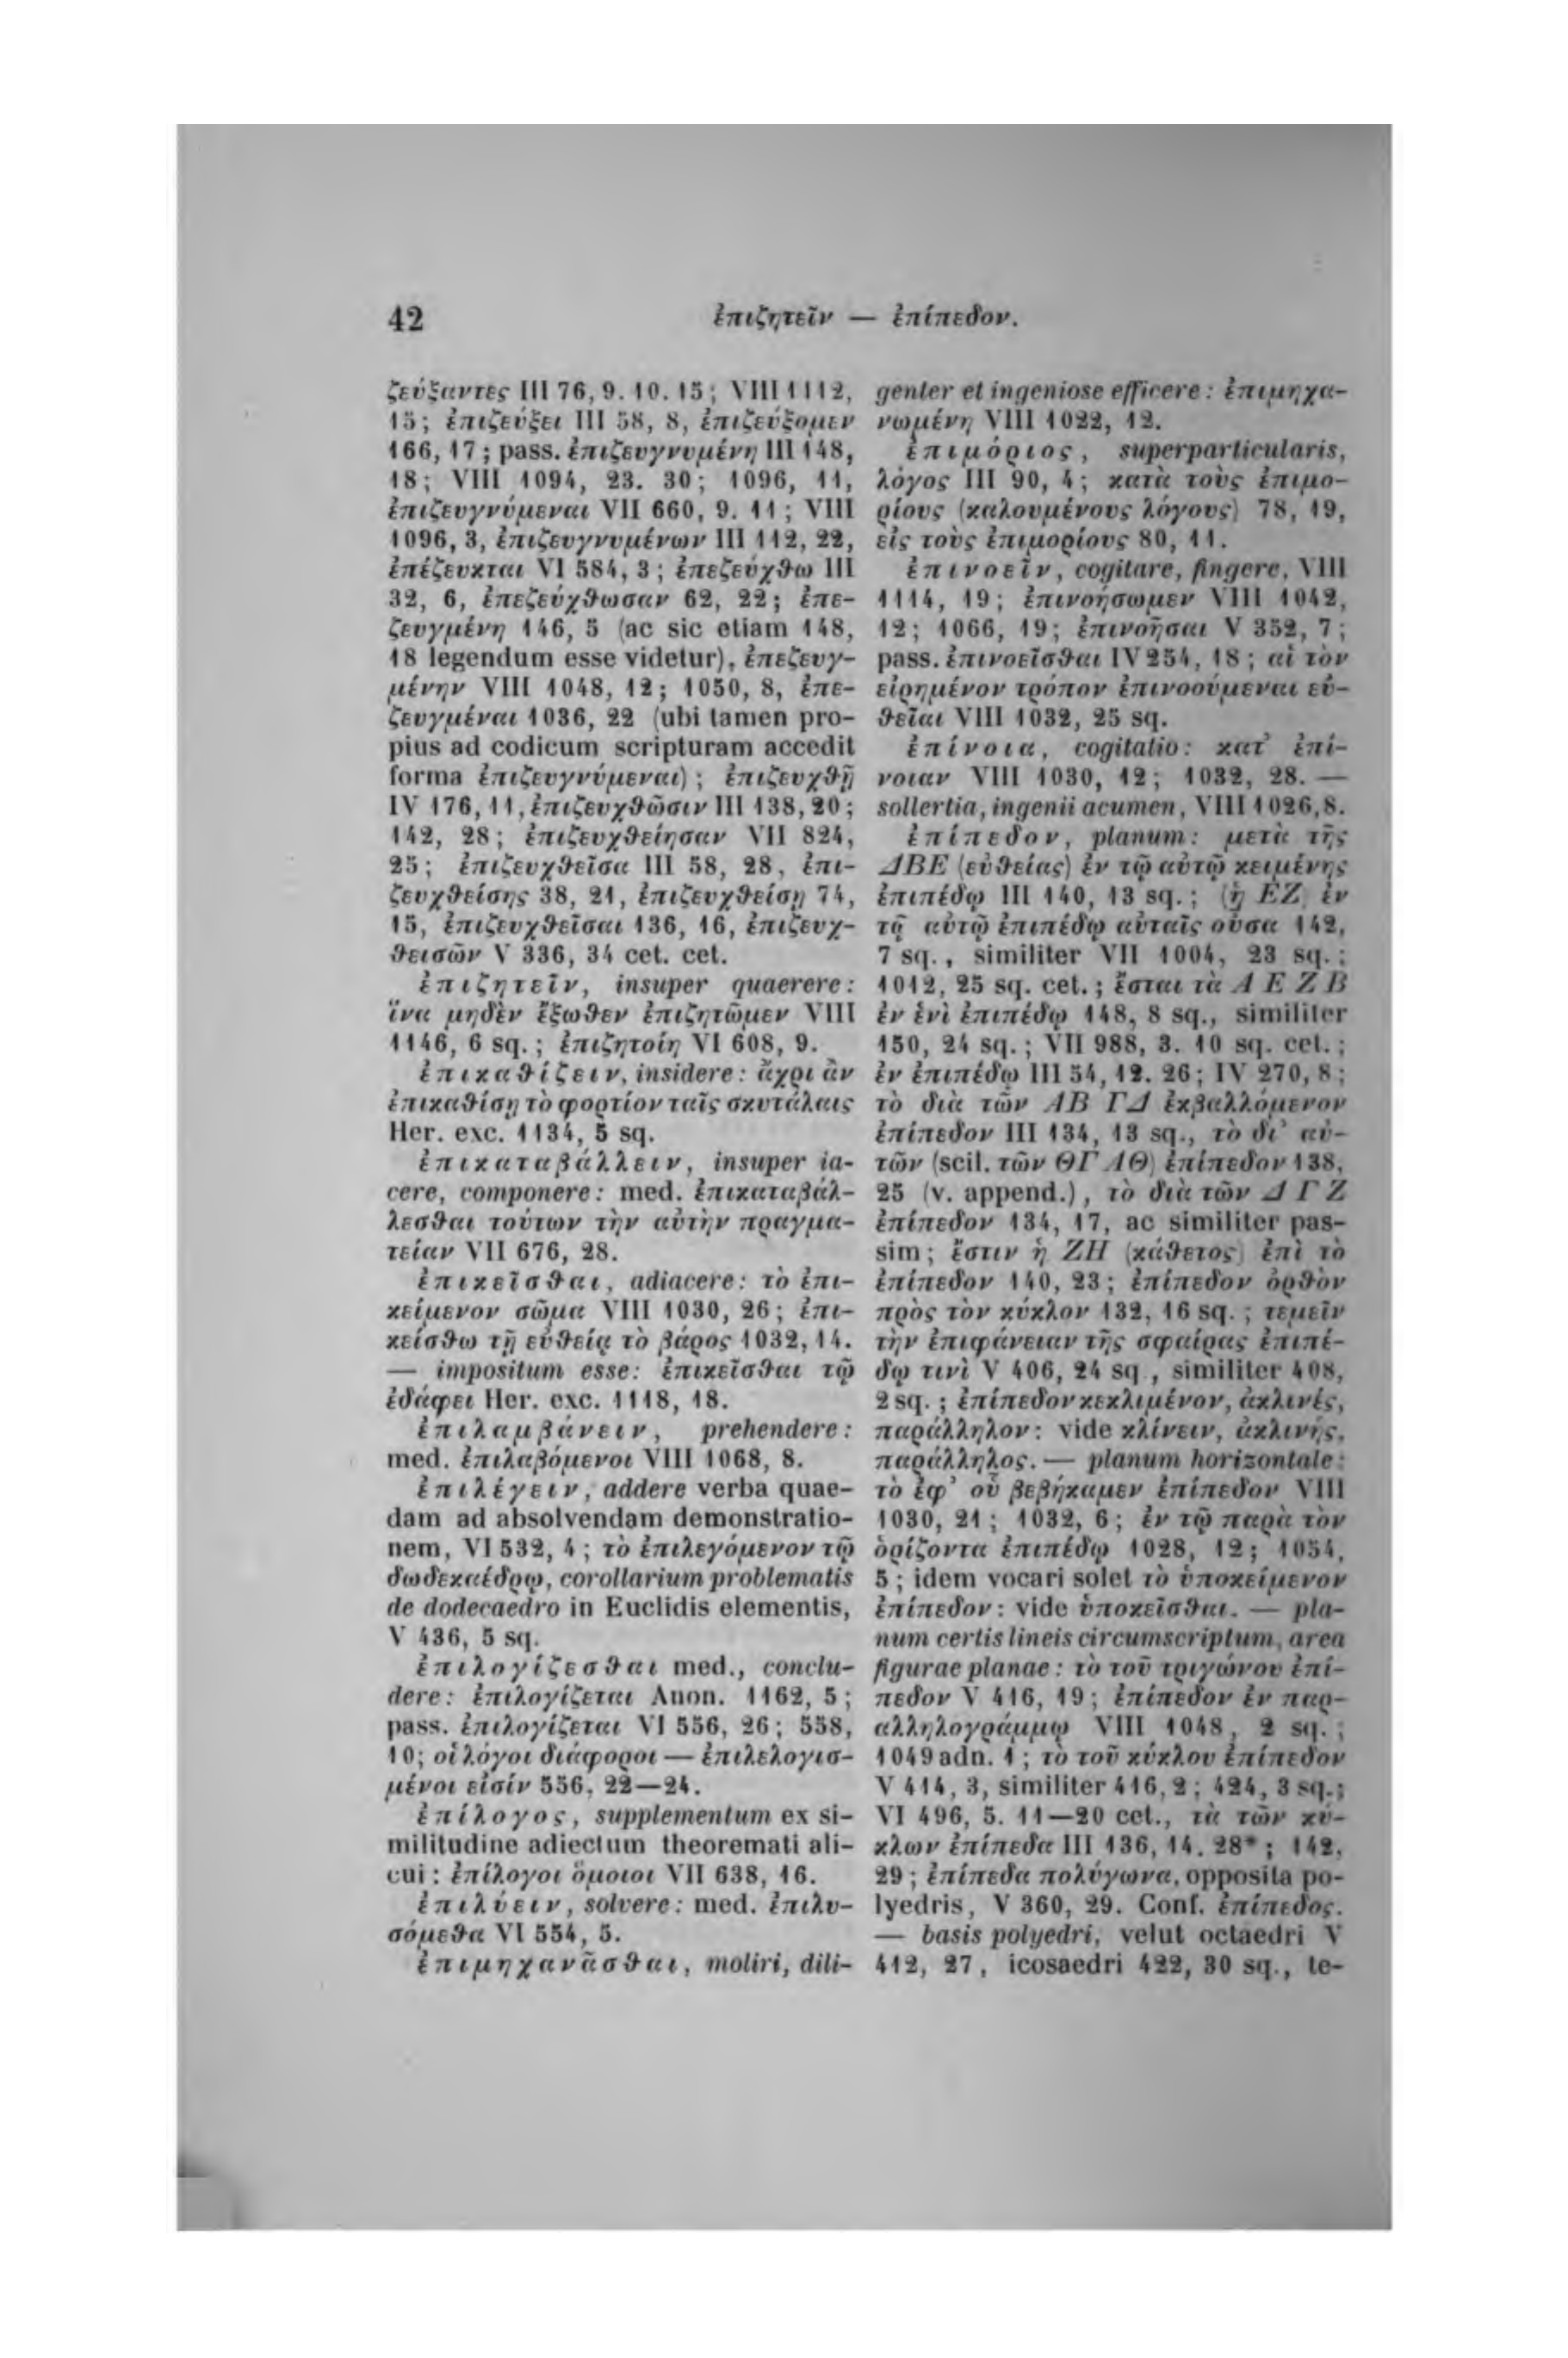 42
ἐπιζητεῖν — ἐπίπεδον.
ζεύξαντες III 76, 9. 10. 15; VIII 1112,
15; ἐπιζεύξει III 58, 8, ἐπιζεύξομεν
166, 17; pass. ἐπιζευγνυμένη III 148,
18; VIII 1094, 23. 30; 1096, 11,
ἐπιζευγνύμεναι VII 660, 9. 11; VIII
1096, 3, ἐπιζευγνυμένων III 112, 22,
ἐπέζευκται VI 584, 3; ἐπεζεύχθω III
32, 6, ἐπεζεύχθωσαν 62, 22; ἐπε-
ζευγμένη 146, 5 (ac sic etiam 148,
18 legendum esse videtur), ἐπεζευγ-
μένην VIII 1048, 12; 1050, 8, ἐπε-
ζευγμέναι 1036, 22 (ubi tamen pro-
pius ad codicum scripturam accedit
forma ἐπιζευγνύμεναι); ἐπιζευχθῇ
IV 176, 11, ἐπιζευχθῶσιν III 138, 20;
142, 28; ἐπιζευχθείησαν VII 824,
25; ἐπιζευχθεῖσα III 58, 28, ἐπι-
ζευχθείσης 38, 21, ἐπιζευχθείσῃ 74,
15, ἐπιζευχθεῖσαι 136, 16, ἐπιζευχ-
θεισῶν V 336, 34 cet. cet.
ἐπιζητεῖν, insuper quaerere:
ἵνα μηδὲν ἔξωθεν ἐπιζητῶμεν VIII
1146, 6 sq.; ἐπιζητοίη VI 608, 9.
ἐπικαθίζειν, insidere: ἄχρι ἂν
ἐπικαθίσῃ τὸ φορτίον ταῖς σκυτάλαις
Her. exc. 1134, 5 sq.
ἐπικαταβάλλειν, insuper ia-
cere, componere: med. ἐπικαταβάλ-
λεσθαι τούτων τὴν αὐτὴν πραγμα-
τείαν VII 676, 28.
ἐπικεῖσθαι, adiacere: τὸ ἐπι-
κείμενον σῶμα VIII 1030, 26; ἐπι-
κείσθω τῇ εὐθείᾳ τὸ βάρος 1032, 14.
— impositum esse: ἐπικεῖσθαι τῷ
ἐδάφει Her. exc. 1118, 18.
ἐπιλαμβάνειν, prehendere:
med. ἐπιλαβόμενοι VIII 1068, 8.
ἐπιλέγειν, addere verba quae-
dam ad absolvendam demonstratio-
nem, VI 532, 4; τὸ ἐπιλεγόμενον τῷ
δωδεκαέδρῳ, corollarium problematis
de dodecaedro in Euclidis elementis,
V 436, 5 sq.
ἐπιλογίζεσθαι med., conclu-
dere: ἐπιλογίζεται Anon. 1162, 5;
pass. ἐπιλογίζεται VI 556, 26; 558,
10; οἱ λόγοι διάφοροι — ἐπιλελογισ-
μένοι εἰσίν 556, 22—24.
ἐπίλογος, supplementum ex si-
militudine adiectum theoremati ali-
cui: ἐπίλογοι ὅμοιοι VII 638, 16.
ἐπιλύειν, solvere: med. ἐπιλυ-
σόμεθα VI 554, 5.
ἐπιμηχανᾶσθαι, moliri, dili-
genter et ingeniose efficere: ἐπιμηχα-
νωμένη VIII 1022, 12.
ἐπιμόριος, superparticularis,
λόγος III 90, 4; κατὰ τοὺς ἐπιμο-
ρίους (καλουμένους λόγους) 78, 19,
εἰς τοὺς ἐπιμορίους 80, 11.
ἐπινοεῖν, cogitare, fingere, VIII
1114, 19; ἐπινοήσωμεν VIII 1042,
12; 1066, 19; ἐπινοῆσαι V 352, 7;
pass. ἐπινοεῖσθαι IV 254, 18; αἱ τὸν
εἰρημένον τρόπον ἐπινοούμεναι εὐ-
θεῖαι VIII 1032, 25 sq.
ἐπίνοια, cogitatio: κατ᾽ ἐπί-
νοιαν VIII 1030, 12; 1032, 28. —
sollertia, ingenii acumen, VIII 1026, 8.
ἐπίπεδον, planum: μετὰ τῆς
ΔΒΕ (εὐθείας) ἐν τῷ αὐτῷ κειμένης
ἐπιπέδῳ III 140, 13 sq.; (ἡ ΕΖ) ἐν
τῷ αὐτῷ ἐπιπέδῳ αὐταῖς οὖσα 142,
7 sq., similiter VII 1004, 23 sq.;
1012, 25 sq. cet.; ἔσται τὰ Α Ε Ζ Β
ἐν ἑνὶ ἐπιπέδῳ 148, 8 sq., similiter
150, 24 sq.; VII 988, 3. 10 sq. cet.;
ἐν ἐπιπέδῳ III 54, 12. 26; IV 270, 8;
τὸ διὰ τῶν ΑΒ ΓΔ ἐκβαλλόμενον
ἐπίπεδον III 134, 13 sq., τὸ δι᾽ αὐ-
τῶν (scil. τῶν ΘΓ ΛΘ) ἐπίπεδον 138,
25 (v. append.), τὸ διὰ τῶν Δ Γ Ζ
ἐπίπεδον 134, 17, ac similiter pas-
sim; ἔστιν ἡ ΖΗ (κάθετος) ἐπὶ τὸ
ἐπίπεδον 140, 23; ἐπίπεδον ὀρθὸν
πρὸς τὸν κύκλον 132, 16 sq.; τεμεῖν
τὴν ἐπιφάνειαν τῆς σφαίρας ἐπιπέ-
δῳ τινὶ V 406, 24 sq., similiter 408,
2 sq.; ἐπίπεδον κεκλιμένον, ἀκλινές,
παράλληλον: vide κλίνειν, ἀκλινής,
παράλληλος. — planum horizontale:
τὸ ἐφ᾽ οὗ βεβήκαμεν ἐπίπεδον VIII
1030, 21; 1032, 6; ἐν τῷ παρὰ τὸν
ὁρίζοντα ἐπιπέδῳ 1028, 12; 1054,
5; idem vocari solet τὸ ὑποκείμενον
ἐπίπεδον: vide ὑποκεῖσθαι. — pla-
num certis lineis circumscriptum, area
figurae planae: τὸ τοῦ τριγώνου ἐπί-
πεδον V 416, 19; ἐπίπεδον ἐν παρ-
αλληλογράμμῳ VIII 1048, 2 sq.;
1049 adn. 1; τὸ τοῦ κύκλου ἐπίπεδον
V 414, 3, similiter 416, 2; 424, 3 sq.;
VI 496, 5. 11—20 cet., τὰ τῶν κύ-
κλων ἐπίπεδα III 136, 14. 28*; 142,
29; ἐπίπεδα πολύγωνα, opposita po-
lyedris, V 360, 29. Conf. ἐπίπεδος.
— basis polyedri, velut octaedri V
412, 27, icosaedri 422, 30 sq., te-